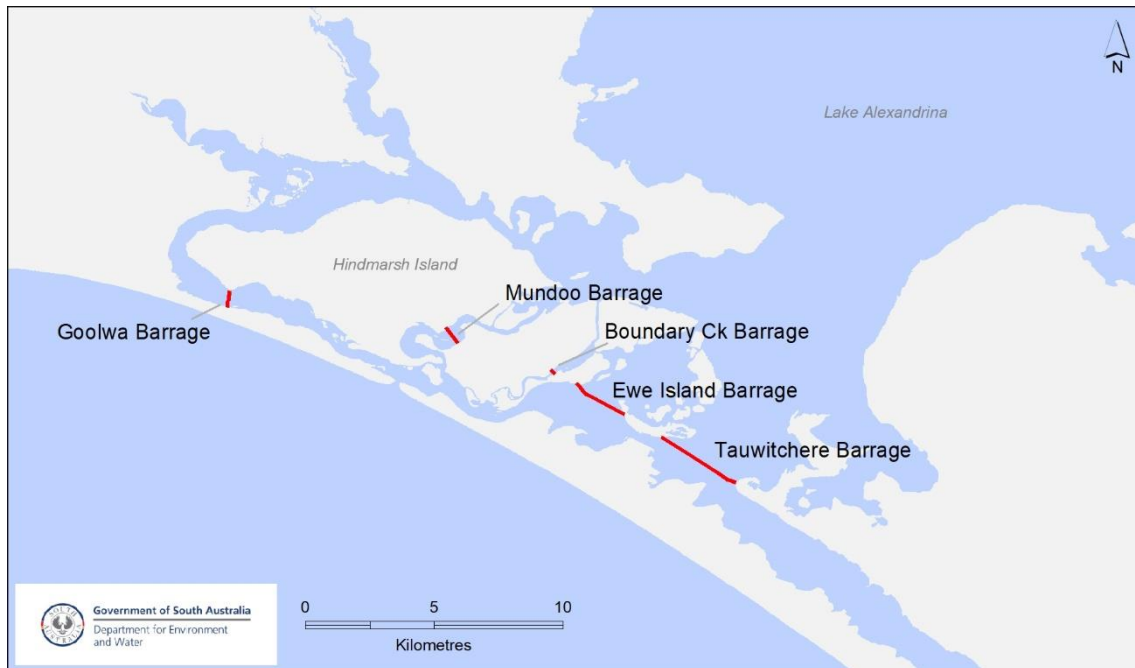 N
Lake Alexandrina
Hindmarsh Island
Mundoo Barrage
Goolwa Barrage
Boundary Ck Barrage
Ewe Island Barrage
Tauwitchere Barrage
Government of South Australia
Department for Environment
and Water
0 5 10
Kilometres